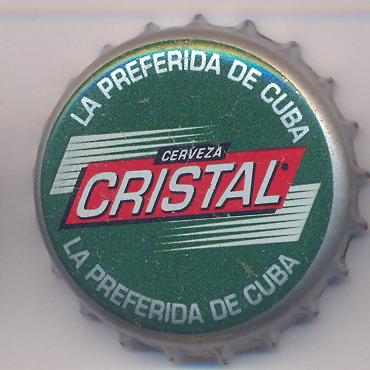 LA PREFERIDA DE CUBA
CERVEZA
CRISTAL
LA PREFERIDA DE CUBA